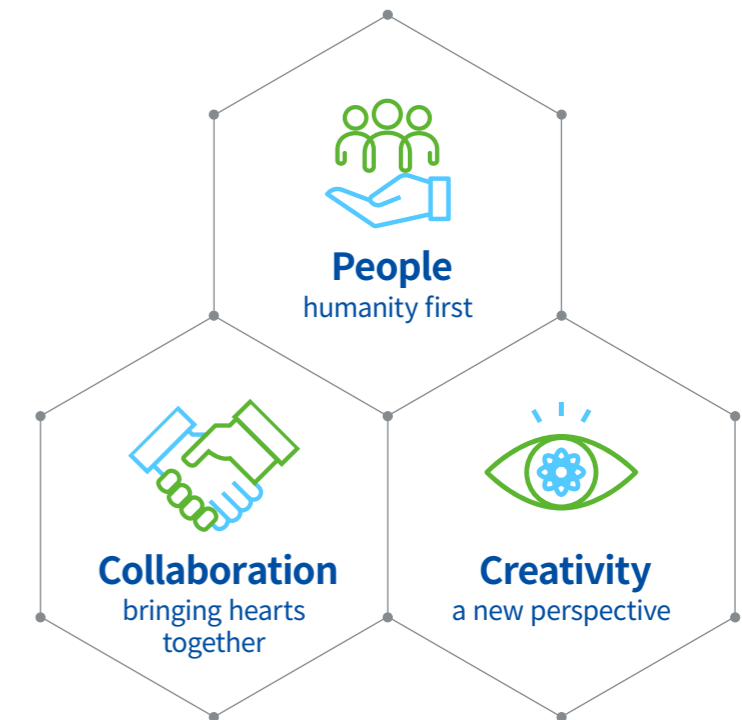 People
humanity first
Collaboration
bringing hearts
together
Creativity
a new perspective